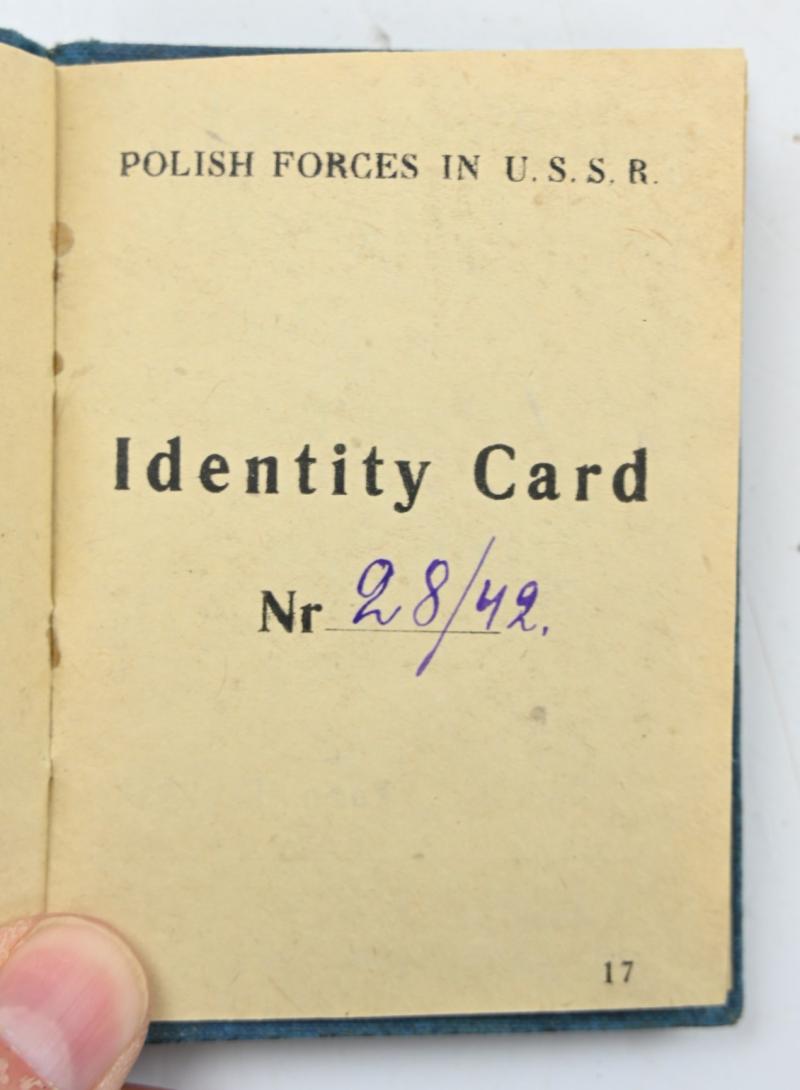 POLISH FORCES IN U.S.S.R.
Identity Card
Nr 28/42.
17